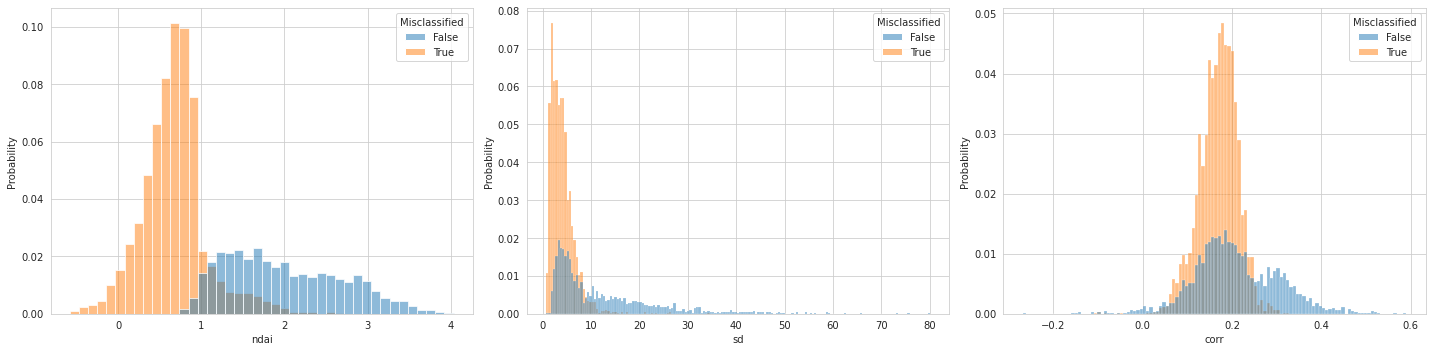 Misclassified
False
True
Probability
0.10
0.08
0.06
0.04
0.02
0.00
0
1
2
3
4
ndai
Misclassified
False
True
Probability
0.08
0.07
0.06
0.05
0.04
0.03
0.02
0.01
0.00
0
10
20
30
40
50
60
70
80
sd
Misclassified
False
True
Probability
0.05
0.04
0.03
0.02
0.01
0.00
−0.2
0.0
0.2
0.4
0.6
corr